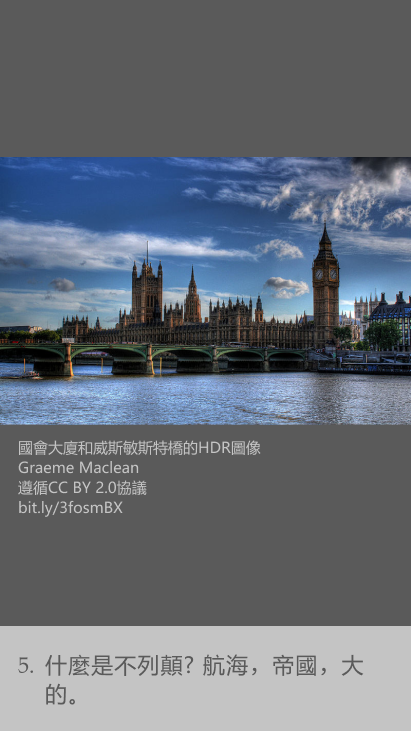 國會大廈和威斯敏斯特橋的HDR圖像
Graeme Maclean
遵循CC BY 2.0協議
bit.ly/3fosmBX
5. 什麼是不列顛? 航海，帝國，大
的。